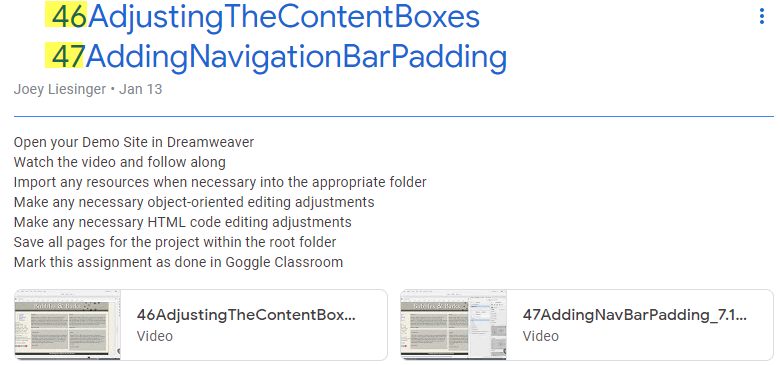 46AdjustingTheContentBoxes
47AddingNavigationBarPadding
Joey Liesinger • Jan 13
Open your Demo Site in Dreamweaver
Watch the video and follow along
Import any resources when necessary into the appropriate folder
Make any necessary object-oriented editing adjustments
Make any necessary HTML code editing adjustments
Save all pages for the project within the root folder
Mark this assignment as done in Goggle Classroom
46AdjustingTheContentBox...
Video
47AddingNavBarPadding_7.1...
Video